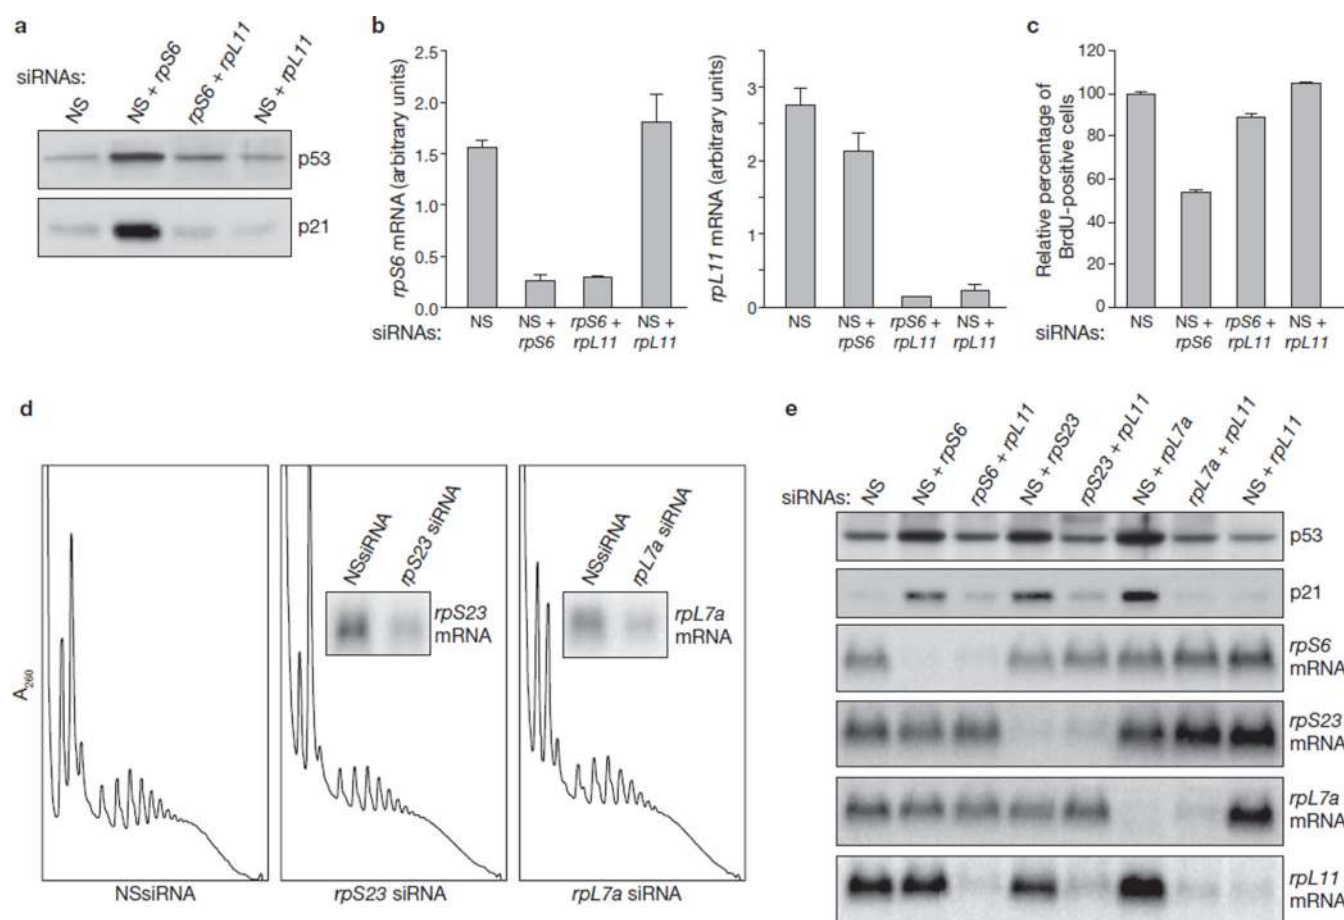 a
siRNAs:
NS
NS + rpS6
rpS6 + rpL11
NS + rpL11
p53
p21
b
rpS6 mRNA (arbitrary units)
2.5
2.0
1.5
1.0
0.5
0.0
siRNAs:
NS
NS +
rpS6
rpS6 +
rpL11
NS +
rpL11
rpL11 mRNA (arbitrary units)
3
2
1
0
NS
NS +
rpS6
rpS6 +
rpL11
NS +
rpL11
c
Relative percentage of
BrdU-positive cells
120
100
80
60
40
20
0
siRNAs:
NS
NS +
rpS6
rpS6 +
rpL11
NS +
rpL11
d
A260
NSsiRNA
NSsiRNA
rpS23 siRNA
rpS23
mRNA
rpS23 siRNA
NSsiRNA
rpL7a siRNA
rpL7a
mRNA
rpL7a siRNA
e
siRNAs:
NS
NS + rpS6
rpS6 + rpL11
NS + rpS23
rpS23 + rpL11
NS + rpL7a
rpL7a + rpL11
NS + rpL11
p53
p21
rpS6
mRNA
rpS23
mRNA
rpL7a
mRNA
rpL11
mRNA